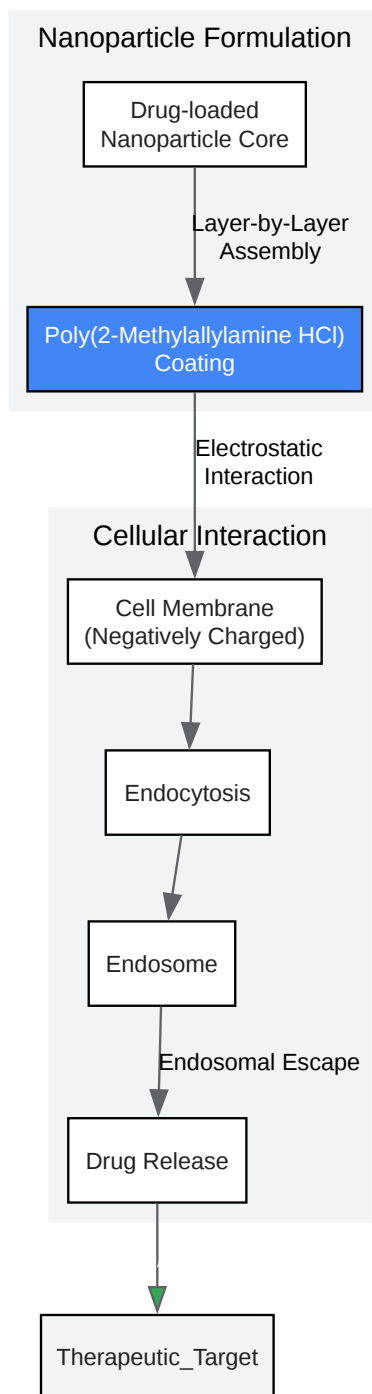 Nanoparticle Formulation
Drug-loaded
Nanoparticle Core
Layer-by-Layer
Assembly
Poly(2-Methylallylamine HCl)
Coating
Electrostatic
Interaction
Cellular Interaction
Cell Membrane
(Negatively Charged)
Endocytosis
Endosome
Endosomal Escape
Drug Release
Therapeutic_Target